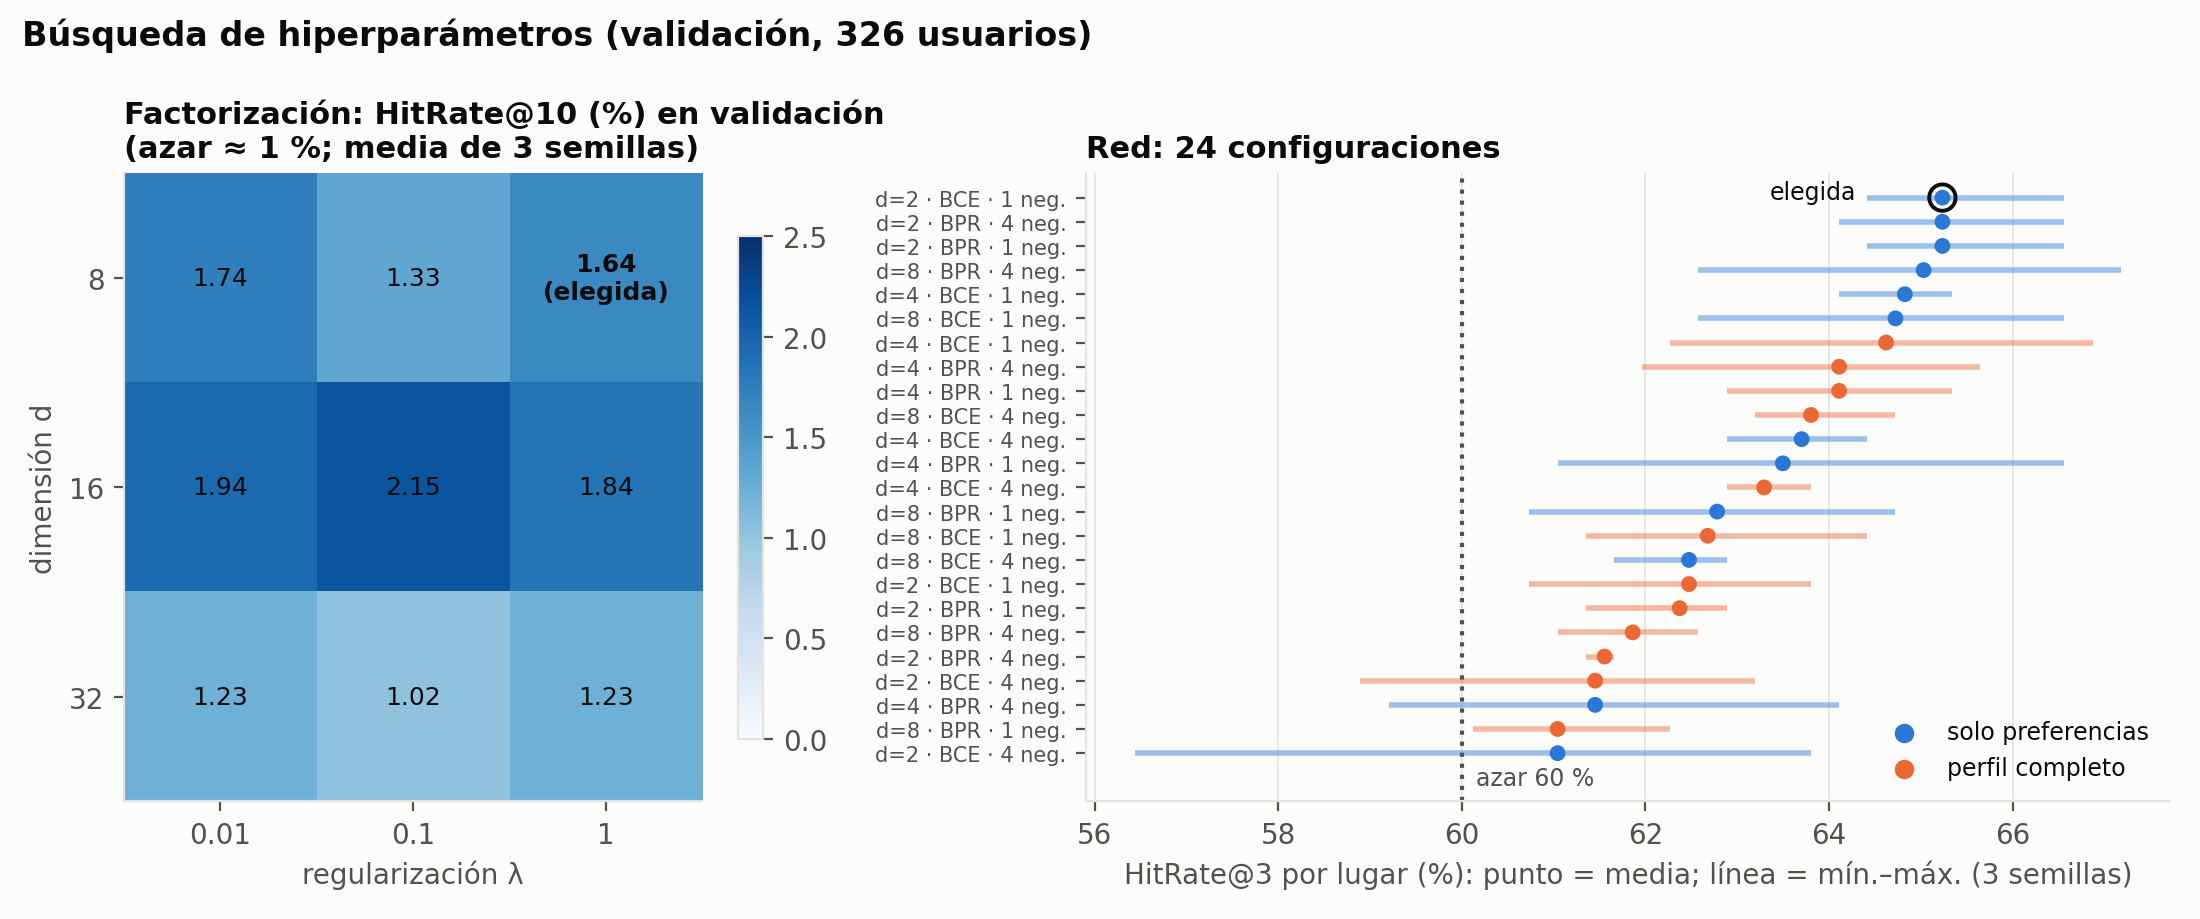 Búsqueda de hiperparámetros (validación, 326 usuarios)
Factorización: HitRate@10 (%) en validación
(azar ≈ 1 %; media de 3 semillas)
dimensión d
8
16
32
1.74
1.33
1.64
(elegida)
1.94
2.15
1.84
1.23
1.02
1.23
0.01
0.1
1
regularización λ
2.5
2.0
1.5
1.0
0.5
0.0
Red: 24 configuraciones
d=2 · BCE · 1 neg.
d=2 · BPR · 4 neg.
d=2 · BPR · 1 neg.
d=8 · BPR · 4 neg.
d=4 · BCE · 1 neg.
d=8 · BCE · 1 neg.
d=4 · BCE · 1 neg.
d=4 · BPR · 4 neg.
d=4 · BPR · 1 neg.
d=8 · BCE · 4 neg.
d=4 · BCE · 4 neg.
d=4 · BPR · 1 neg.
d=4 · BCE · 4 neg.
d=8 · BPR · 1 neg.
d=8 · BCE · 1 neg.
d=8 · BCE · 4 neg.
d=2 · BCE · 1 neg.
d=2 · BPR · 1 neg.
d=8 · BPR · 4 neg.
d=2 · BPR · 4 neg.
d=2 · BCE · 4 neg.
d=4 · BPR · 4 neg.
d=8 · BPR · 1 neg.
d=2 · BCE · 4 neg.
elegida
azar 60 %
solo preferencias
perfil completo
56
58
60
62
64
66
HitRate@3 por lugar (%): punto = media; línea = mín.–máx. (3 semillas)